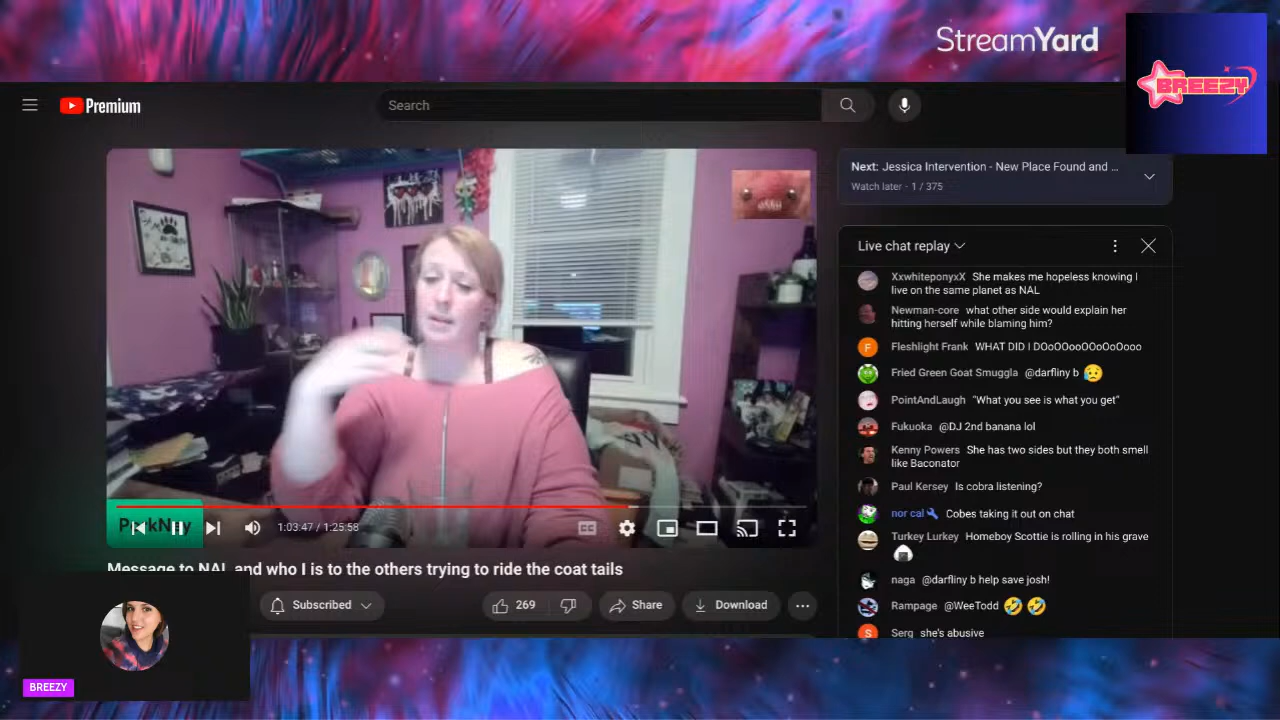 StreamYard
BREEZY
Premium
Search
Next: Jessica Intervention - New Place Found and ...
Watch later - 1 / 375
Live chat replay
XxwhiteponyxX She makes me hopeless knowing I
live on the same planet as NAL
Newman-core what other side would explain her
hitting herself while blaming him?
Fleshlight Frank WHAT DID I DOoOOooOOoOoOooo
Fried Green Goat Smuggla @darfliny b
PointAndLaugh "What you see is what you get"
Fukuoka @DJ 2nd banana lol
Kenny Powers She has two sides but they both smell
like Baconator
Paul Kersey Is cobra listening?
nor cal Cobes taking it out on chat
Turkey Lurkey Homeboy Scottie is rolling in his grave
naga @darfliny b help save josh!
Rampage @WeeTodd
Serg she's abusive
1:03:47 / 1:25:58
CC
Message to NAL and who I is to the others trying to ride the coat tails
Subscribed
269
Share
Download
BREEZY